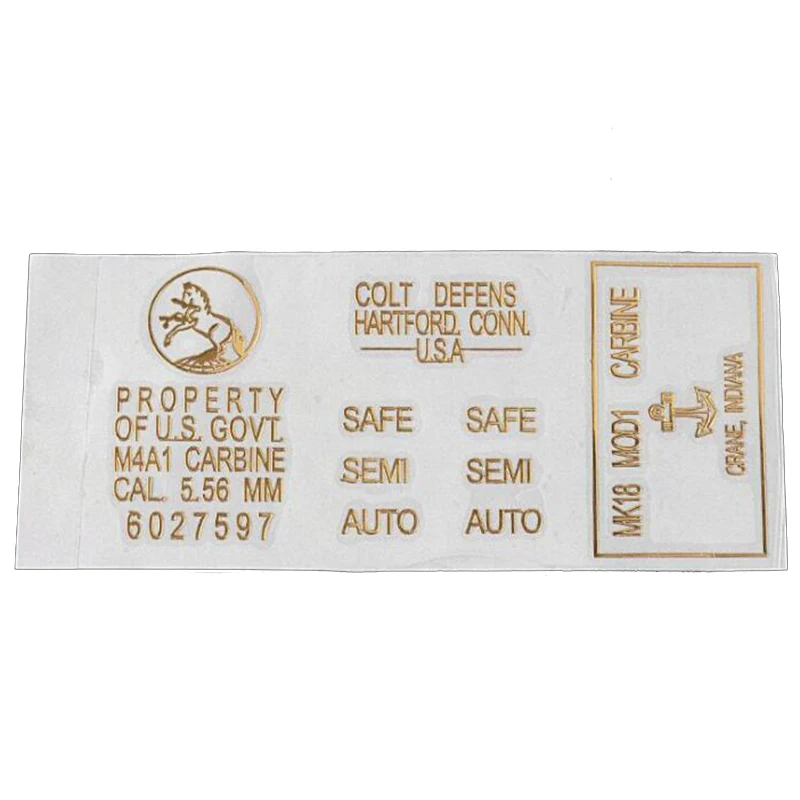 PROPERTY
OF U.S. GOVT.
M4A1 CARBINE
CAL. 5.56 MM
6027597
COLT DEFENS
HARTFORD. CONN.
U.S.A
SAFE SAFE
SEMI SEMI
AUTO AUTO
MK18 MOD1 CARBINE
CRANE, INDIANA